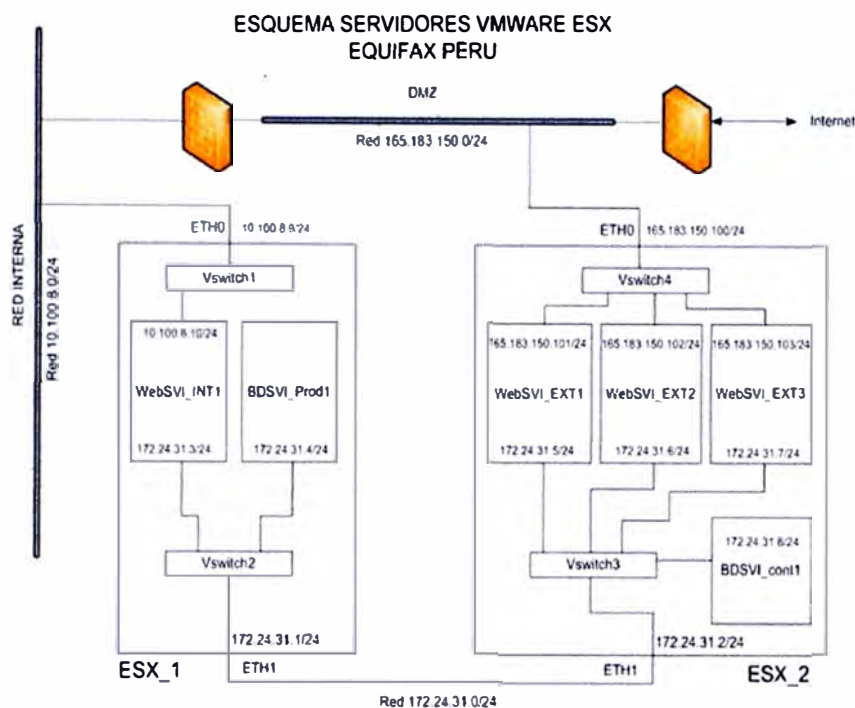 ESQUEMA SERVIDORES VMWARE ESX
EQUIFAX PERU
DMZ
Internet
Red 165.183.150.0/24
RED INTERNA
Red 10.100.8.0/24
ETH0
10.100.8.9/24
ETH0
165.183.150.100/24
Vswitch1
Vswitch4
10.100.8.10/24
165.183.150.101/24
165.183.150.102/24
165.183.150.103/24
WebSVI_INT1
BDSVI_Prod1
WebSVI_EXT1
WebSVI_EXT2
WebSVI_EXT3
172.24.31.3/24
172.24.31.4/24
172.24.31.5/24
172.24.31.6/24
172.24.31.7/24
172.24.31.8/24
BDSVI_cont1
Vswitch2
Vswitch3
172.24.31.1/24
172.24.31.2/24
ESX_1
ETH1
ETH1
ESX_2
Red 172.24.31.0/24